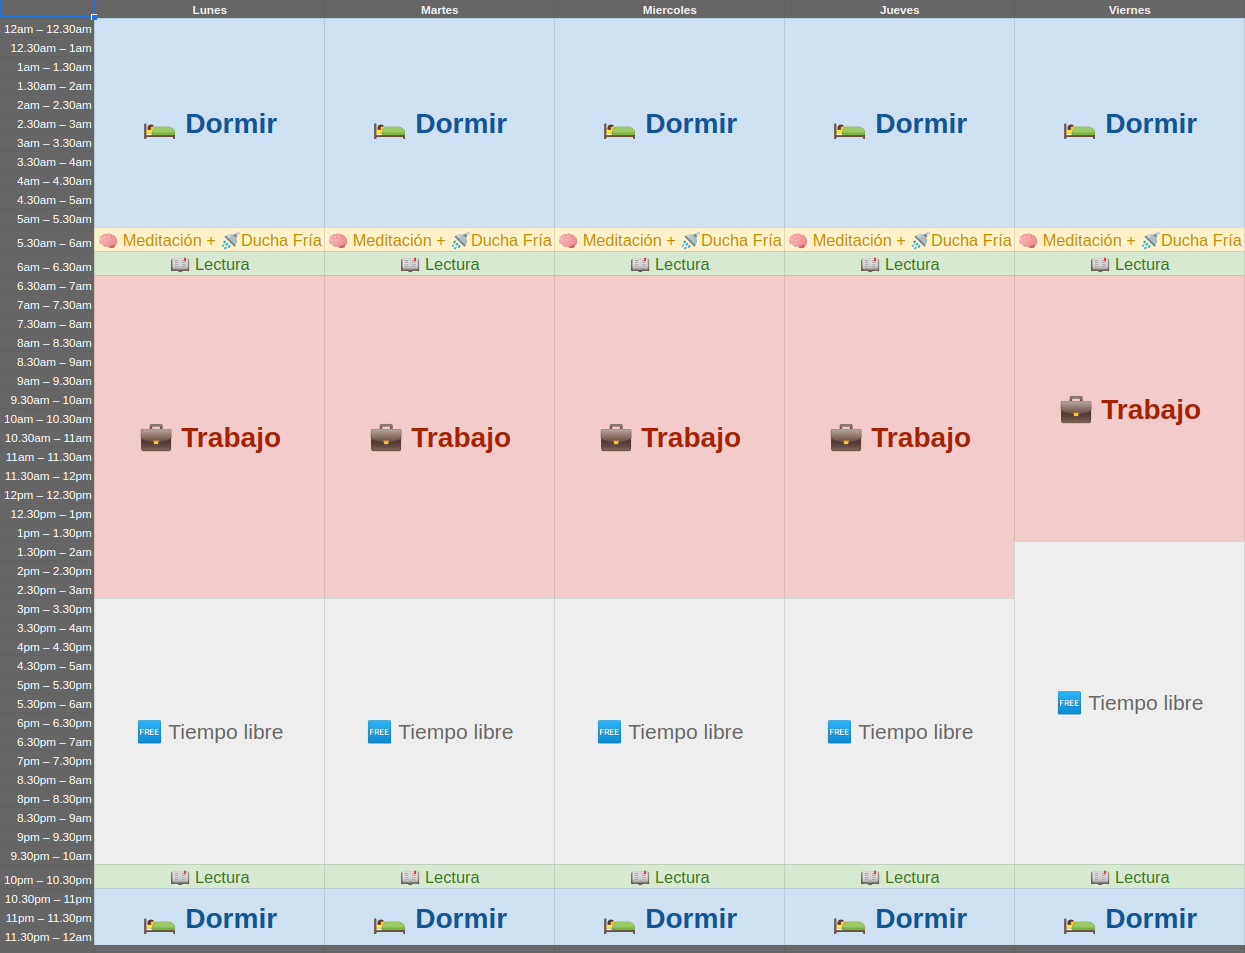 Lunes Martes Miercoles Jueves Viernes
12am – 12.30am
12.30am – 1am
1am – 1.30am
1.30am – 2am
2am – 2.30am
2.30am – 3am
🛌 Dormir 🛌 Dormir 🛌 Dormir 🛌 Dormir 🛌 Dormir
3am – 3.30am
3.30am – 4am
4am – 4.30am
4.30am – 5am
5am – 5.30am
5.30am – 6am 🧠 Meditación + 🚿Ducha Fría 🧠 Meditación + 🚿Ducha Fría 🧠 Meditación + 🚿Ducha Fría 🧠 Meditación + 🚿Ducha Fría 🧠 Meditación + 🚿Ducha Fría
6am – 6.30am 📖 Lectura 📖 Lectura 📖 Lectura 📖 Lectura 📖 Lectura
6.30am – 7am
7am – 7.30am
7.30am – 8am
8am – 8.30am
8.30am – 9am
9am – 9.30am
9.30am – 10am
💼 Trabajo
10am – 10.30am
10.30am – 11am 💼 Trabajo 💼 Trabajo 💼 Trabajo 💼 Trabajo
11am – 11.30am
11.30am – 12pm
12pm – 12.30pm
12.30pm – 1pm
1pm – 1.30pm
1.30pm – 2am
2pm – 2.30pm
2.30pm – 3am
3pm – 3.30pm
3.30pm – 4am
4pm – 4.30pm
4.30pm – 5am
5pm – 5.30pm
5.30pm – 6am 🆓 Tiempo libre
6pm – 6.30pm
🆓 Tiempo libre 🆓 Tiempo libre 🆓 Tiempo libre 🆓 Tiempo libre
6.30pm – 7am
7pm – 7.30pm
8.30pm – 8am
8pm – 8.30pm
8.30pm – 9am
9pm – 9.30pm
9.30pm – 10am
10pm – 10.30pm 📖 Lectura 📖 Lectura 📖 Lectura 📖 Lectura 📖 Lectura
10.30pm – 11pm
11pm – 11.30pm 🛌 Dormir 🛌 Dormir 🛌 Dormir 🛌 Dormir 🛌 Dormir
11.30pm – 12am